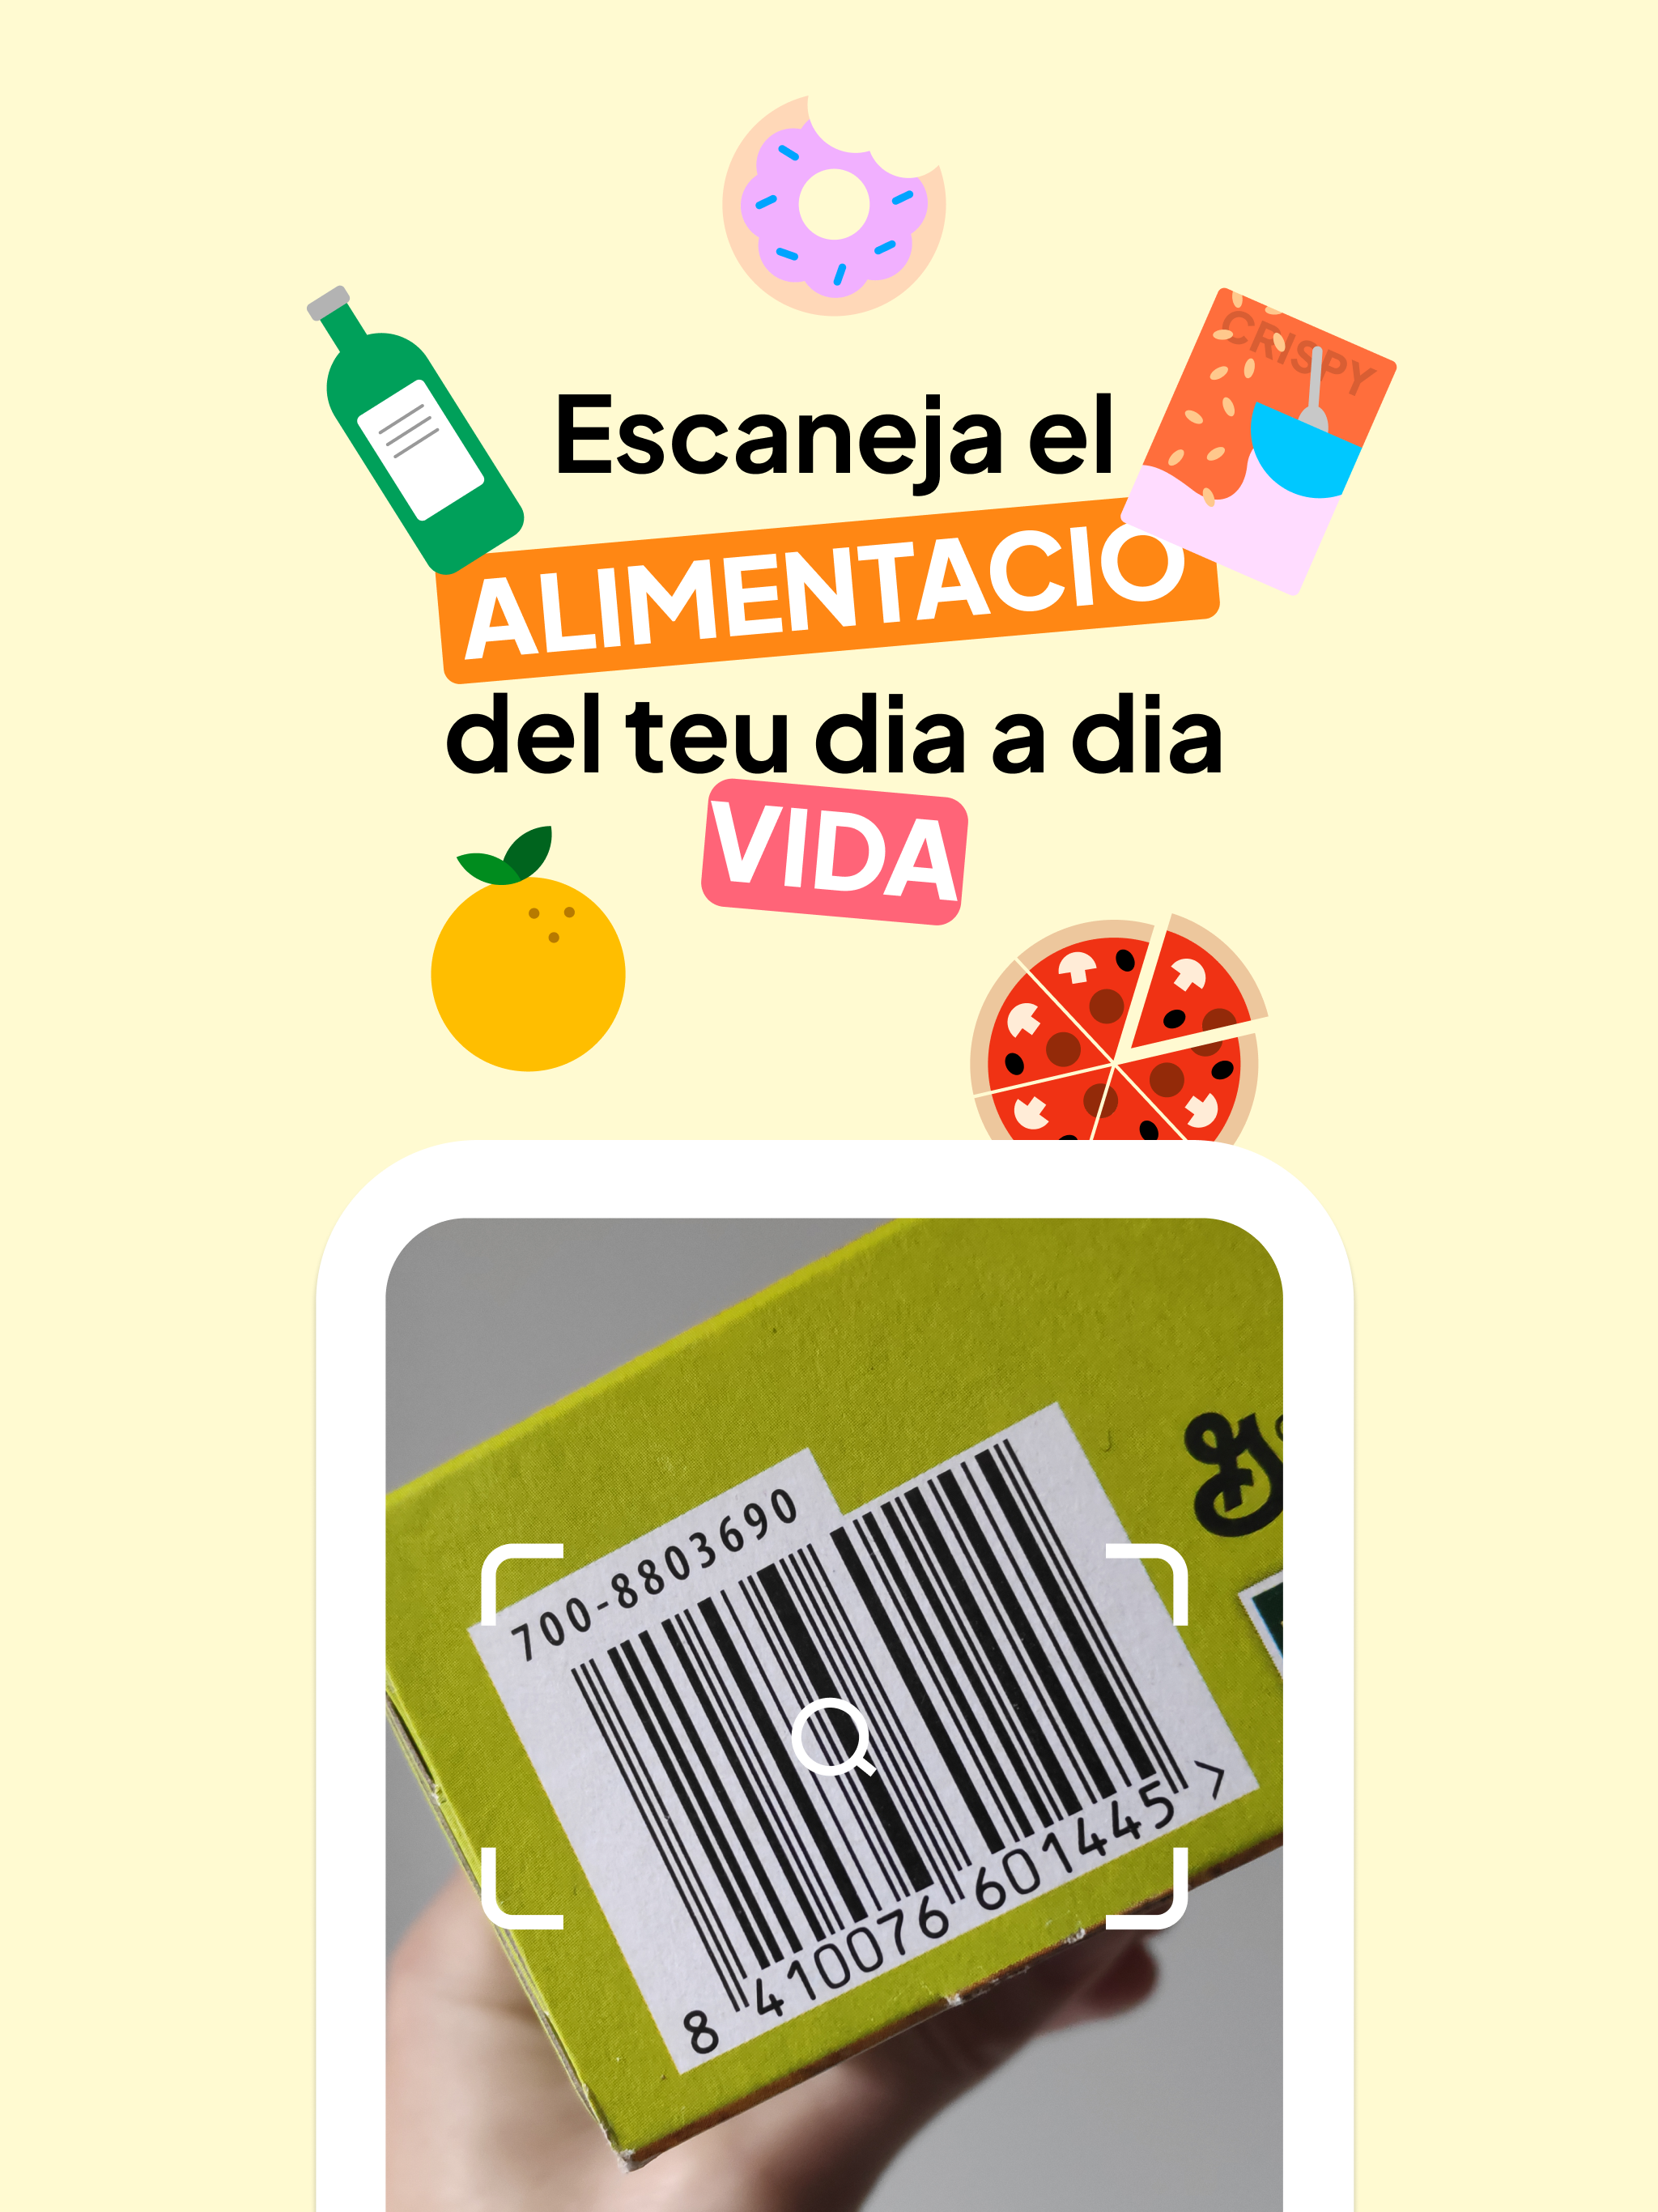 CRISPY
Escaneja el
ALIMENTACIO
del teu dia a dia
VIDA
700-8803690
8 410076 601445 >